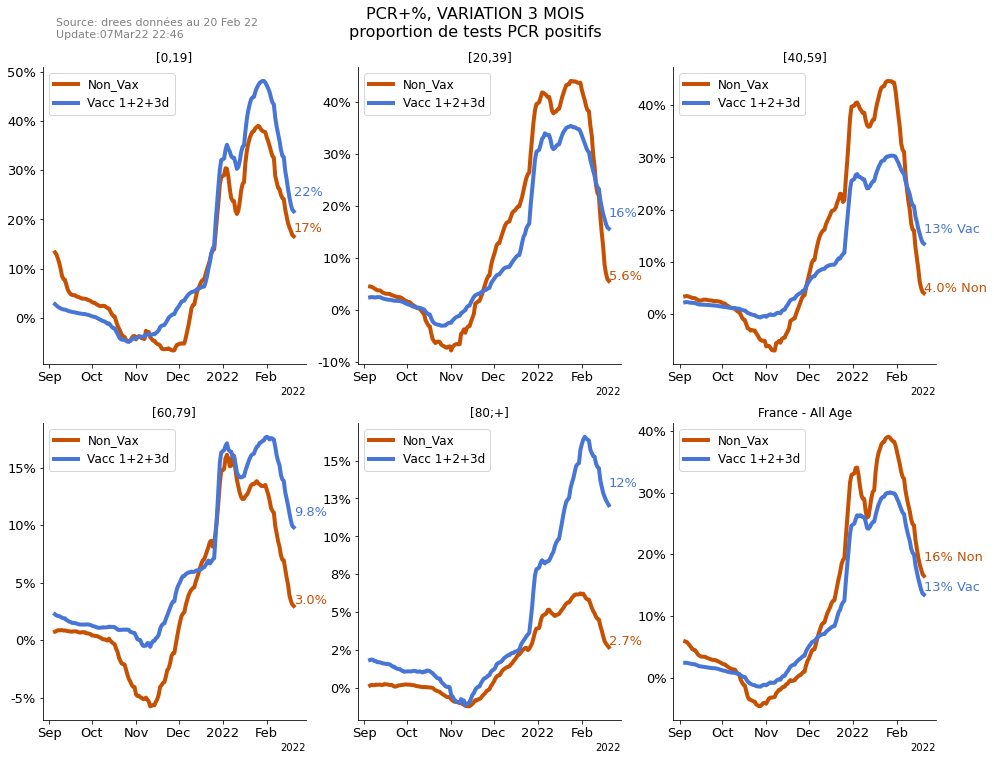 Source: drees données au 20 Feb 22
Update:07Mar22 22:46
PCR+%, VARIATION 3 MOIS
proportion de tests PCR positifs
[0,19]
50%
40%
30%
20%
10%
0%
Non_Vax
Vacc 1+2+3d
22%
17%
Sep Oct Nov Dec 2022 Feb
2022
[20,39]
40%
30%
20%
10%
0%
-10%
Non_Vax
Vacc 1+2+3d
16%
5.6%
Sep Oct Nov Dec 2022 Feb
2022
[40,59]
40%
30%
20%
10%
0%
Non_Vax
Vacc 1+2+3d
13% Vac
4.0% Non
Sep Oct Nov Dec 2022 Feb
2022
[60,79]
15%
10%
5%
0%
-5%
Non_Vax
Vacc 1+2+3d
9.8%
3.0%
Sep Oct Nov Dec 2022 Feb
2022
[80;+]
15%
13%
10%
8%
5%
2%
0%
Non_Vax
Vacc 1+2+3d
12%
2.7%
Sep Oct Nov Dec 2022 Feb
2022
France - All Age
40%
30%
20%
10%
0%
Non_Vax
Vacc 1+2+3d
16% Non
13% Vac
Sep Oct Nov Dec 2022 Feb
2022